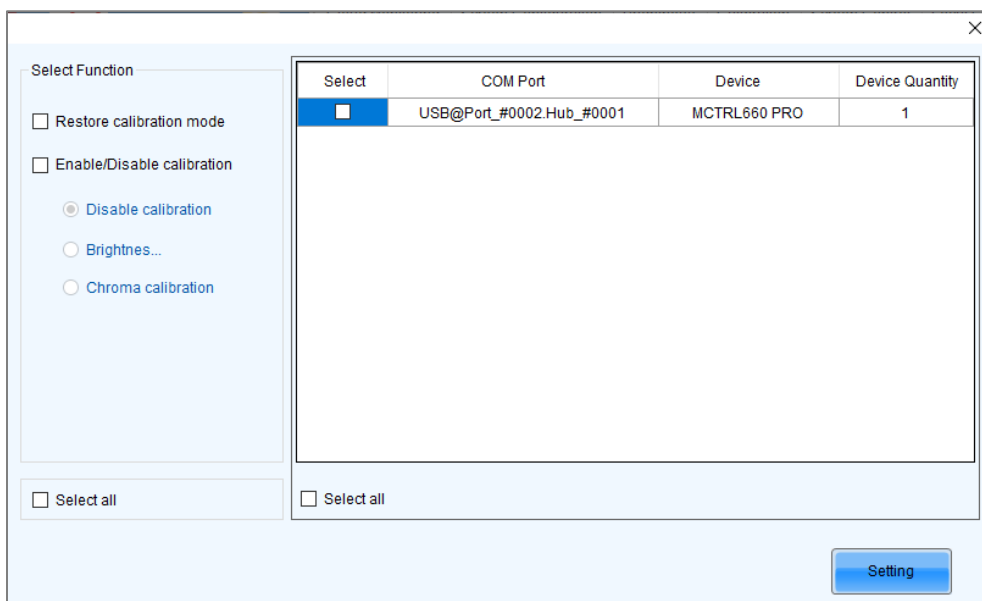 Select Function
Restore calibration mode
Enable/Disable calibration
Disable calibration
Brightnes...
Chroma calibration
Select all
Select COM Port Device Device Quantity
USB@Port_#0002.Hub_#0001 MCTRL660 PRO 1
Select all
Setting